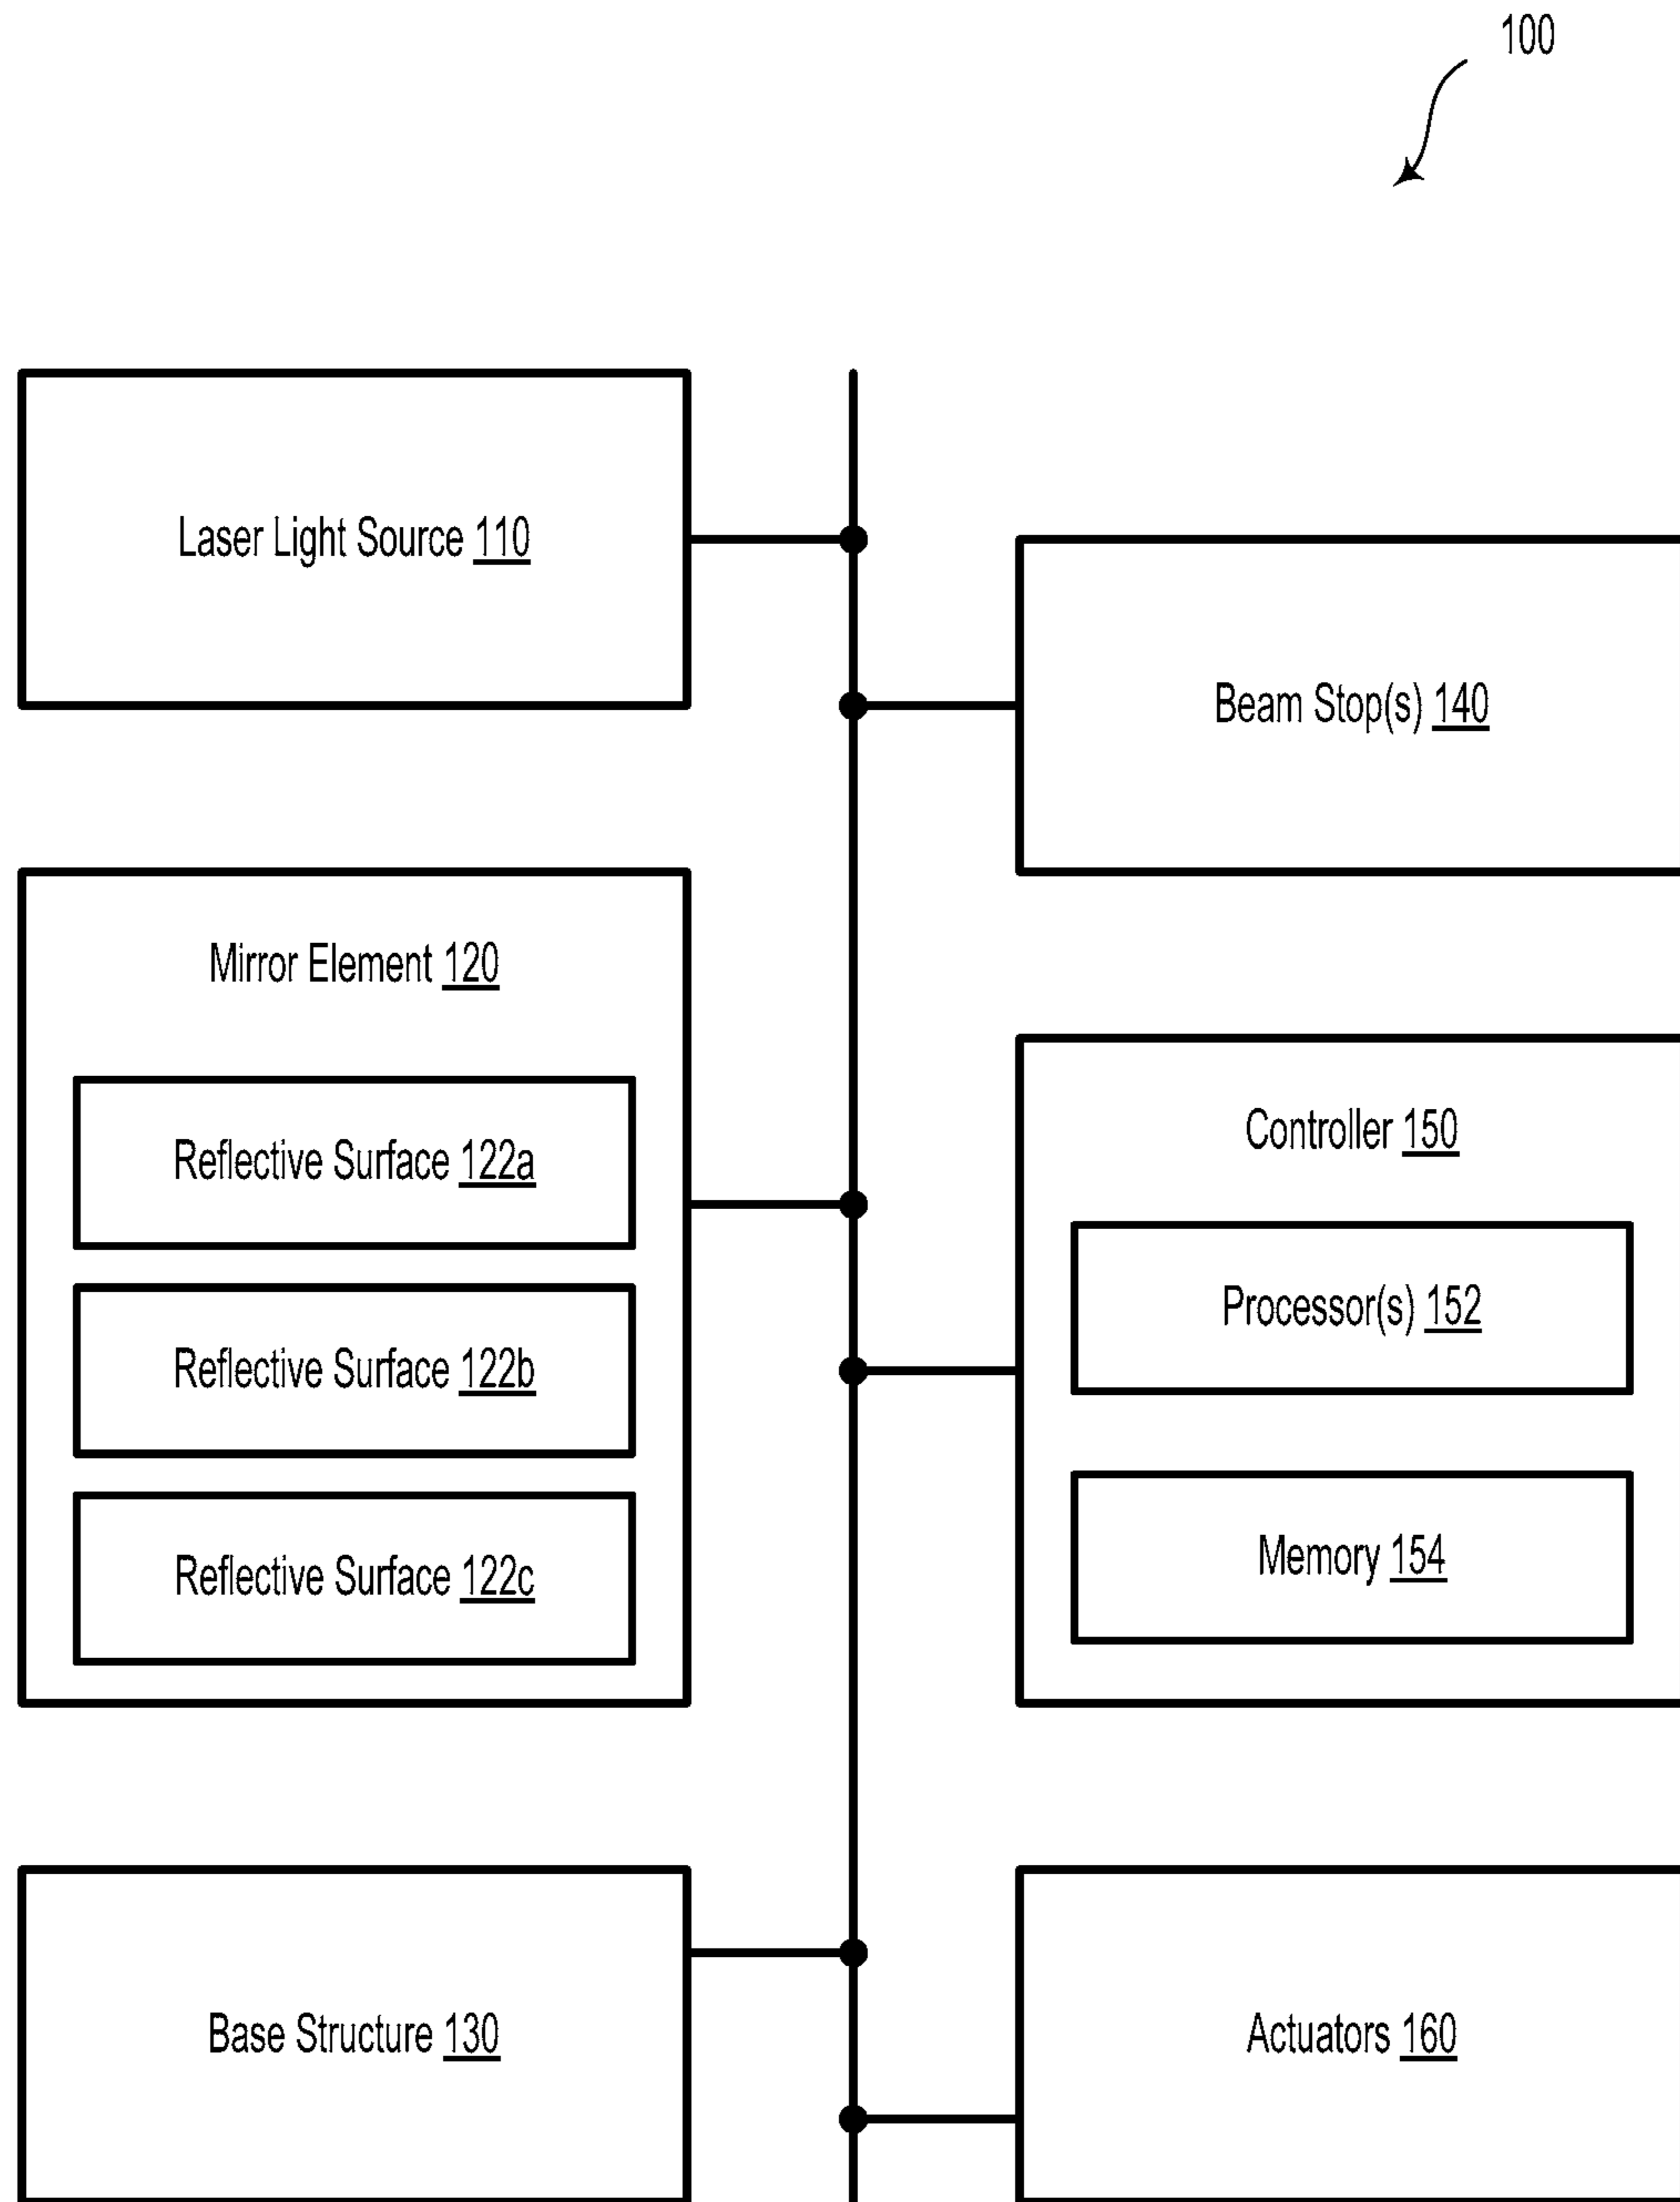 100
Laser Light Source 110
Beam Stop(s) 140
Mirror Element 120
Reflective Surface 122a
Reflective Surface 122b
Reflective Surface 122c
Controller 150
Processor(s) 152
Memory 154
Base Structure 130
Actuators 160